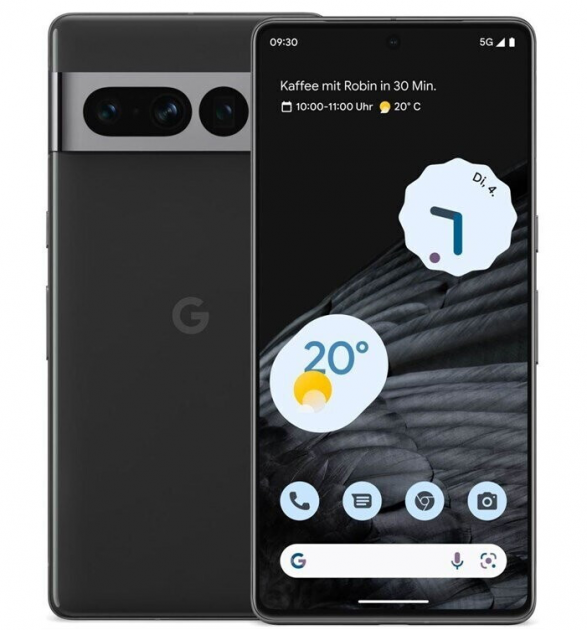 09:30 5G
Kaffee mit Robin in 30 Min.
10:00-11:00 Uhr 20° C
Di, 4.
20°
G
G